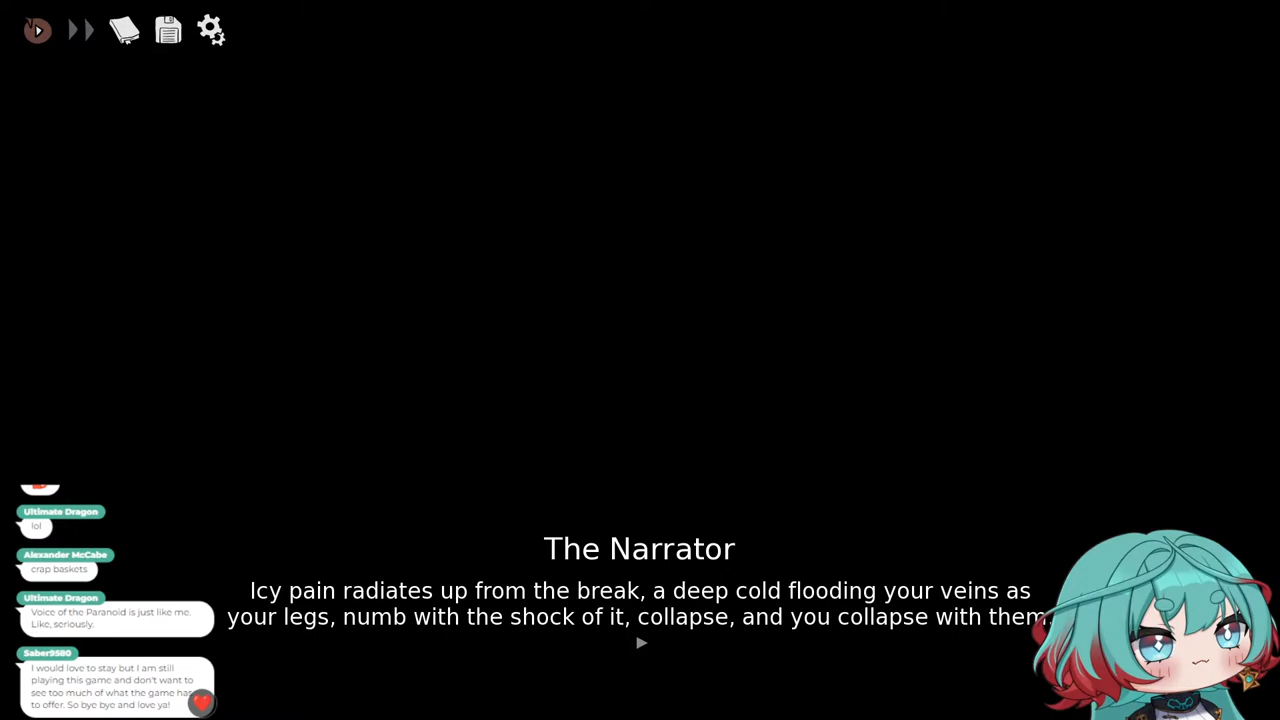 Ultimate Dragon
lol
Alexander McCabe
crap baskets
Ultimate Dragon
Voice of the Paranoid is just like me.
Like, seriously.
Saber9580
I would love to stay but I am still
playing this game and don't want to
see too much of what the game has
to offer. So bye bye and love ya!
The Narrator
Icy pain radiates up from the break, a deep cold flooding your veins as
your legs, numb with the shock of it, collapse, and you collapse with them.